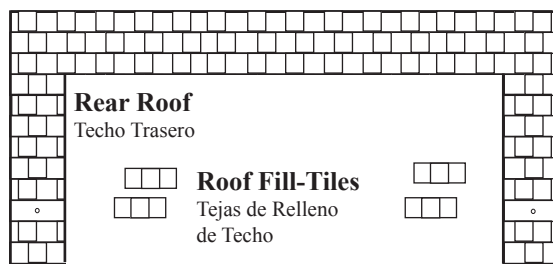 Rear Roof
Techo Trasero
Roof Fill-Tiles
Tejas de Relleno
de Techo